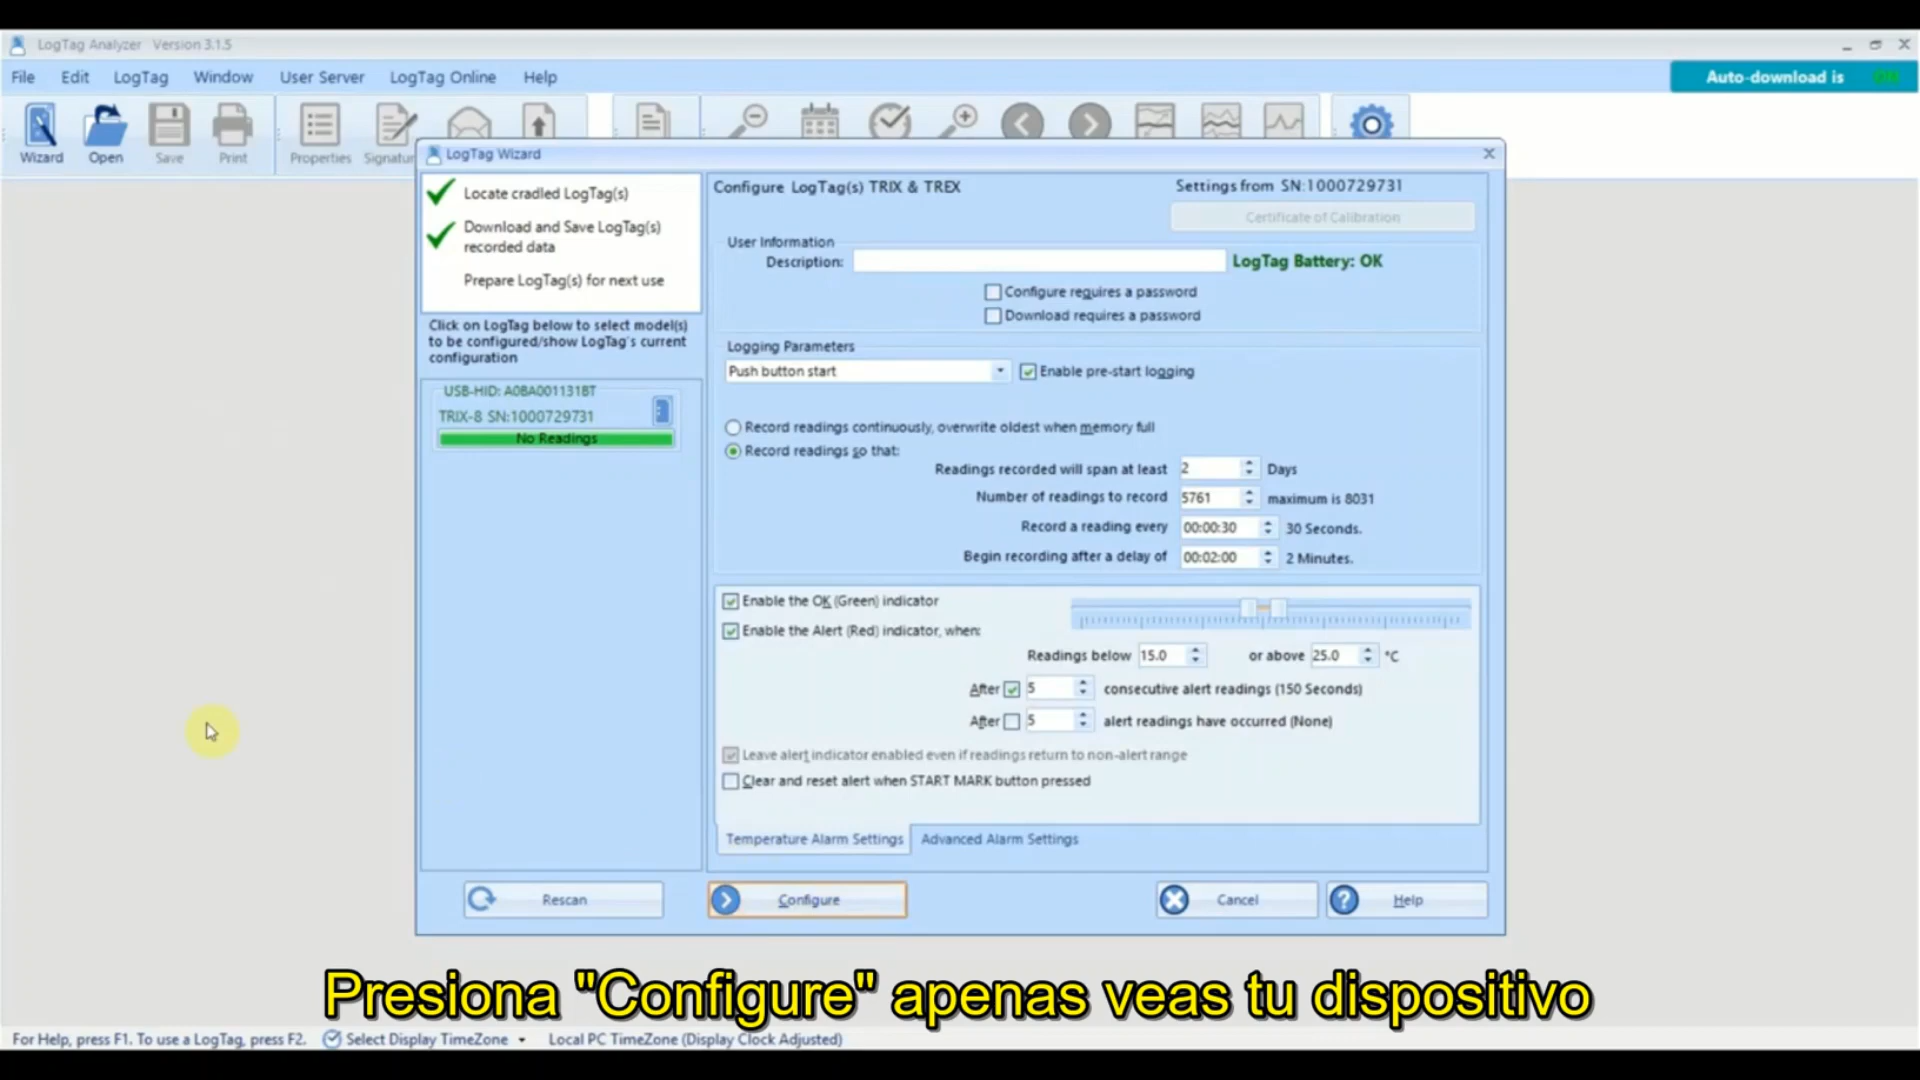 LogTag Analyzer Version 3.1.5
File Edit LogTag Window User Server LogTag Online Help
Auto-download is ON
Wizard Open Save Print Properties
LogTag Wizard
Locate cradled LogTag(s)
Download and Save LogTag(s)
recorded data
Prepare LogTag(s) for next use
Click on LogTag below to select model(s)
to be configured/show LogTag's current
configuration
USB-HID: A0BA001131BT
TRIX-8 SN:1000729731
No Readings
Configure LogTag(s) TRIX & TREX
Settings from SN:1000729731
Certificate of Calibration
User Information
Description:
LogTag Battery: OK
Configure requires a password
Download requires a password
Logging Parameters
Push button start
Enable pre-start logging
Record readings continuously, overwrite oldest when memory full
Record readings so that:
Readings recorded will span at least 2 Days
Number of readings to record 5761 maximum is 8031
Record a reading every 00:00:30 30 Seconds.
Begin recording after a delay of 00:02:00 2 Minutes.
Enable the OK (Green) indicator
Enable the Alert (Red) indicator, when:
Readings below 15.0 or above 25.0 °C
After 5 consecutive alert readings (150 Seconds)
After 5 alert readings have occurred (None)
Leave alert indicator enabled even if readings return to non-alert range
Clear and reset alert when START MARK button pressed
Temperature Alarm Settings Advanced Alarm Settings
Rescan Configure Cancel Help
Presiona "Configure" apenas veas tu dispositivo
For Help, press F1. To use a LogTag, press F2. Select Display TimeZone Local PC TimeZone (Display Clock Adjusted)